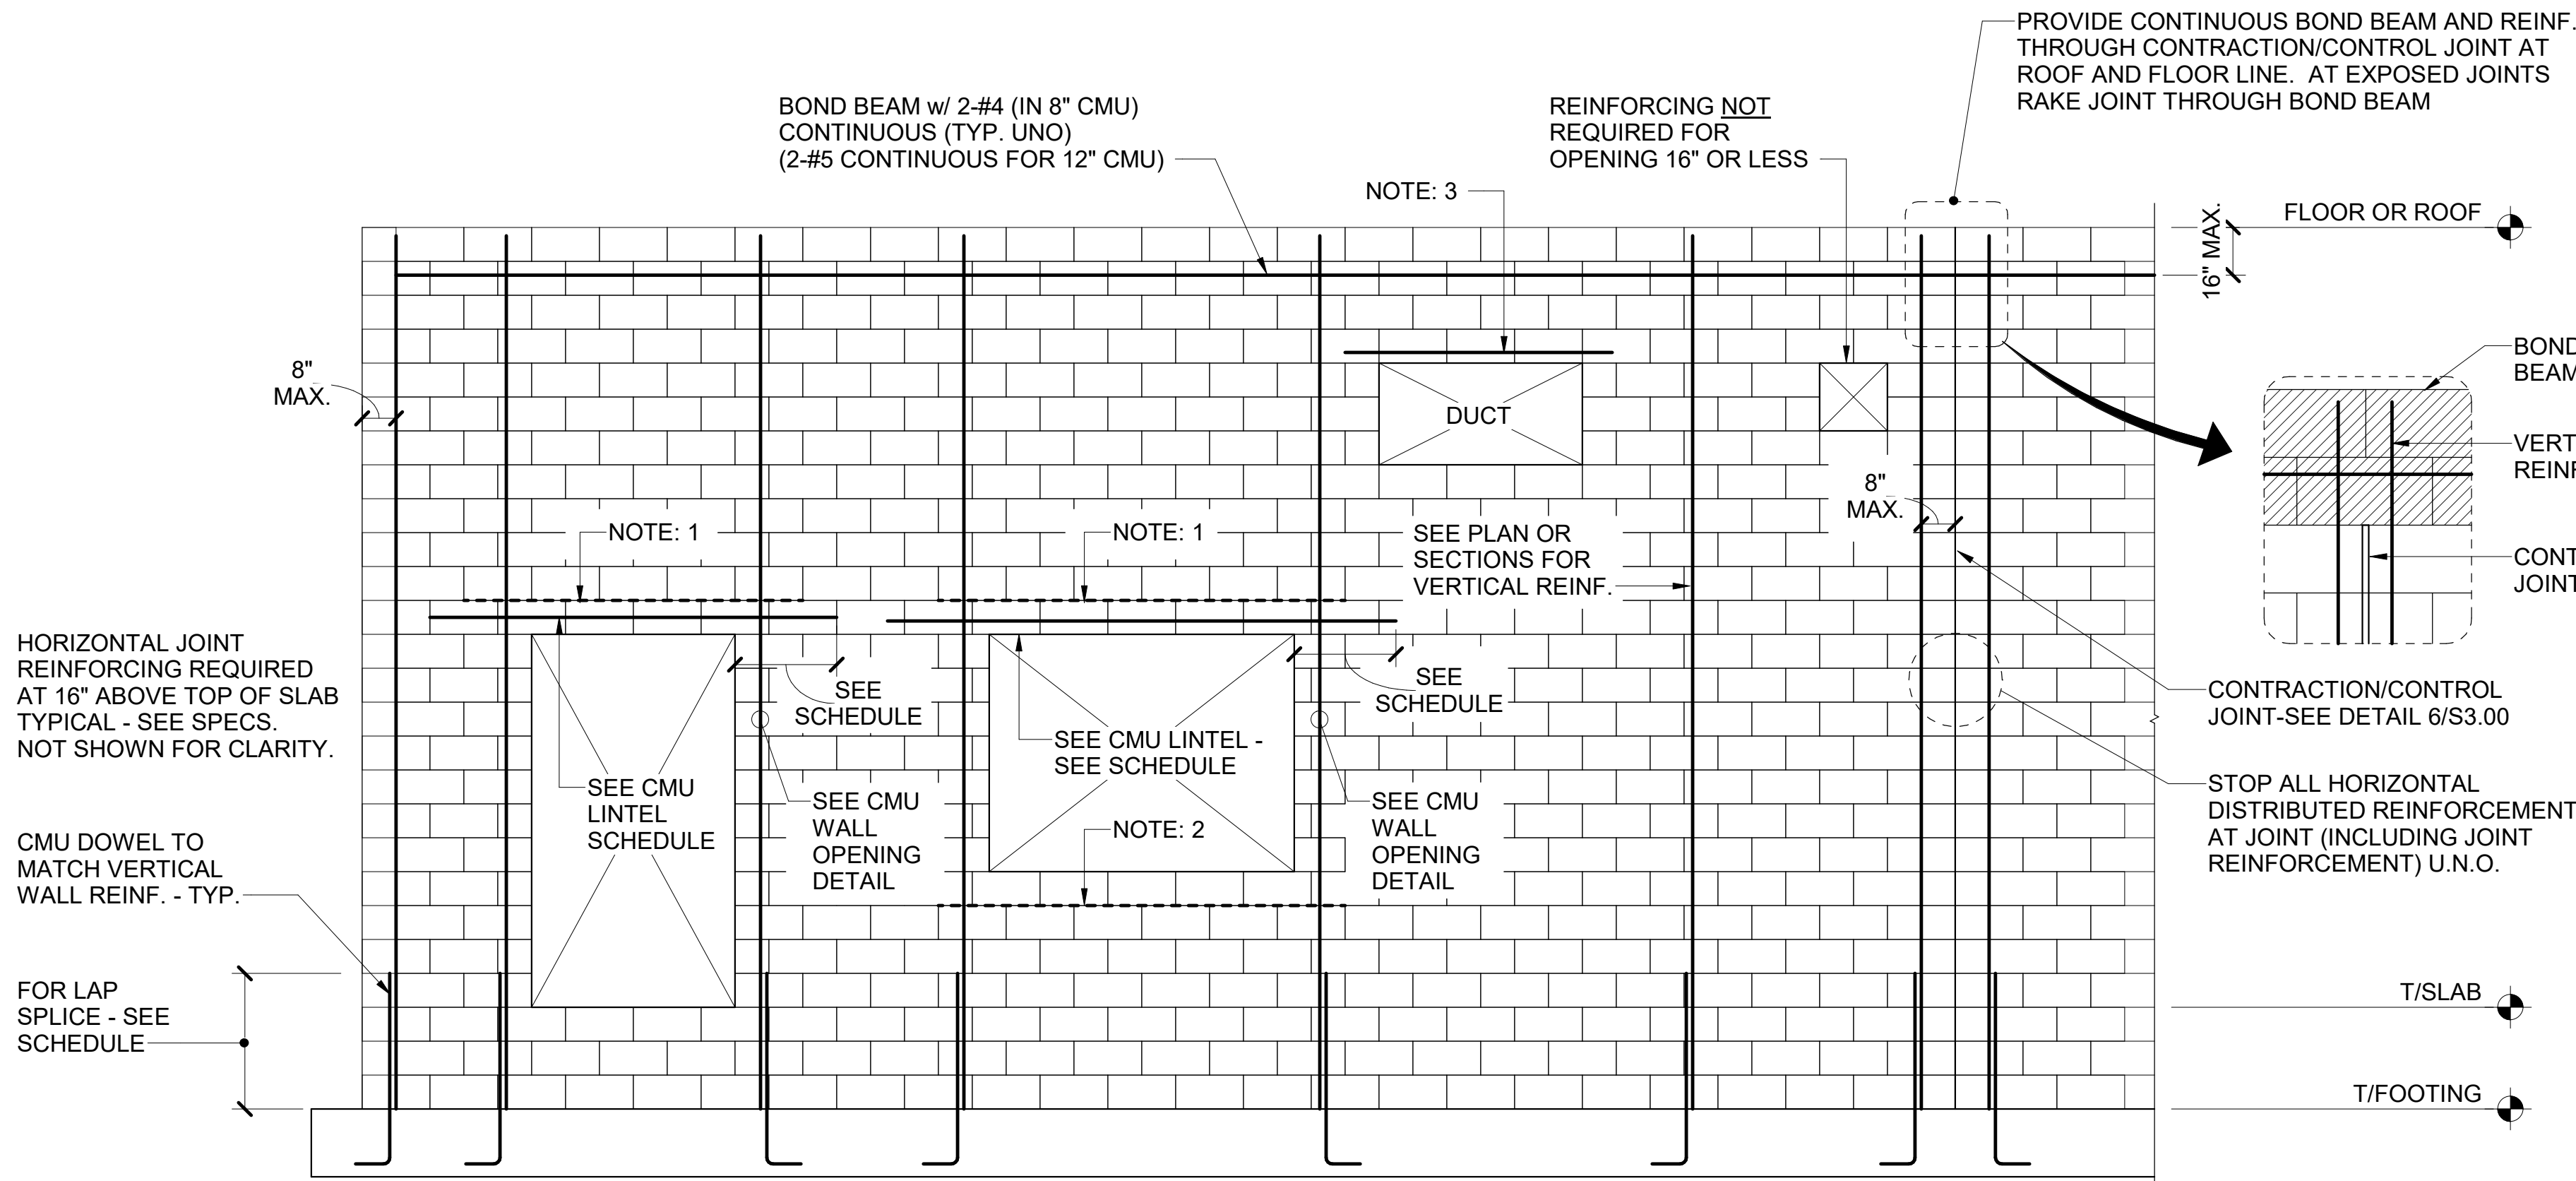 PROVIDE CONTINUOUS BOND BEAM AND REINF.
THROUGH CONTRACTION/CONTROL JOINT AT
ROOF AND FLOOR LINE. AT EXPOSED JOINTS
RAKE JOINT THROUGH BOND BEAM
BOND BEAM w/ 2-#4 (IN 8" CMU)
CONTINUOUS (TYP. UNO)
(2-#5 CONTINUOUS FOR 12" CMU)
REINFORCING NOT
REQUIRED FOR
OPENING 16" OR LESS
NOTE: 3
FLOOR OR ROOF
16" MAX.
8"
MAX.
DUCT
BOND
BEAM
VERT
REIN
CONT
JOINT
8"
MAX.
NOTE: 1
NOTE: 1
SEE PLAN OR
SECTIONS FOR
VERTICAL REINF.
HORIZONTAL JOINT
REINFORCING REQUIRED
AT 16" ABOVE TOP OF SLAB
TYPICAL - SEE SPECS.
NOT SHOWN FOR CLARITY.
SEE
SCHEDULE
SEE
SCHEDULE
SEE CMU LINTEL -
SEE SCHEDULE
SEE CMU
LINTEL
SCHEDULE
SEE CMU
WALL
OPENING
DETAIL
NOTE: 2
SEE CMU
WALL
OPENING
DETAIL
CONTRACTION/CONTROL
JOINT-SEE DETAIL 6/S3.00
STOP ALL HORIZONTAL
DISTRIBUTED REINFORCEMENT
AT JOINT (INCLUDING JOINT
REINFORCEMENT) U.N.O.
CMU DOWEL TO
MATCH VERTICAL
WALL REINF. - TYP.
FOR LAP
SPLICE - SEE
SCHEDULE
T/SLAB
T/FOOTING